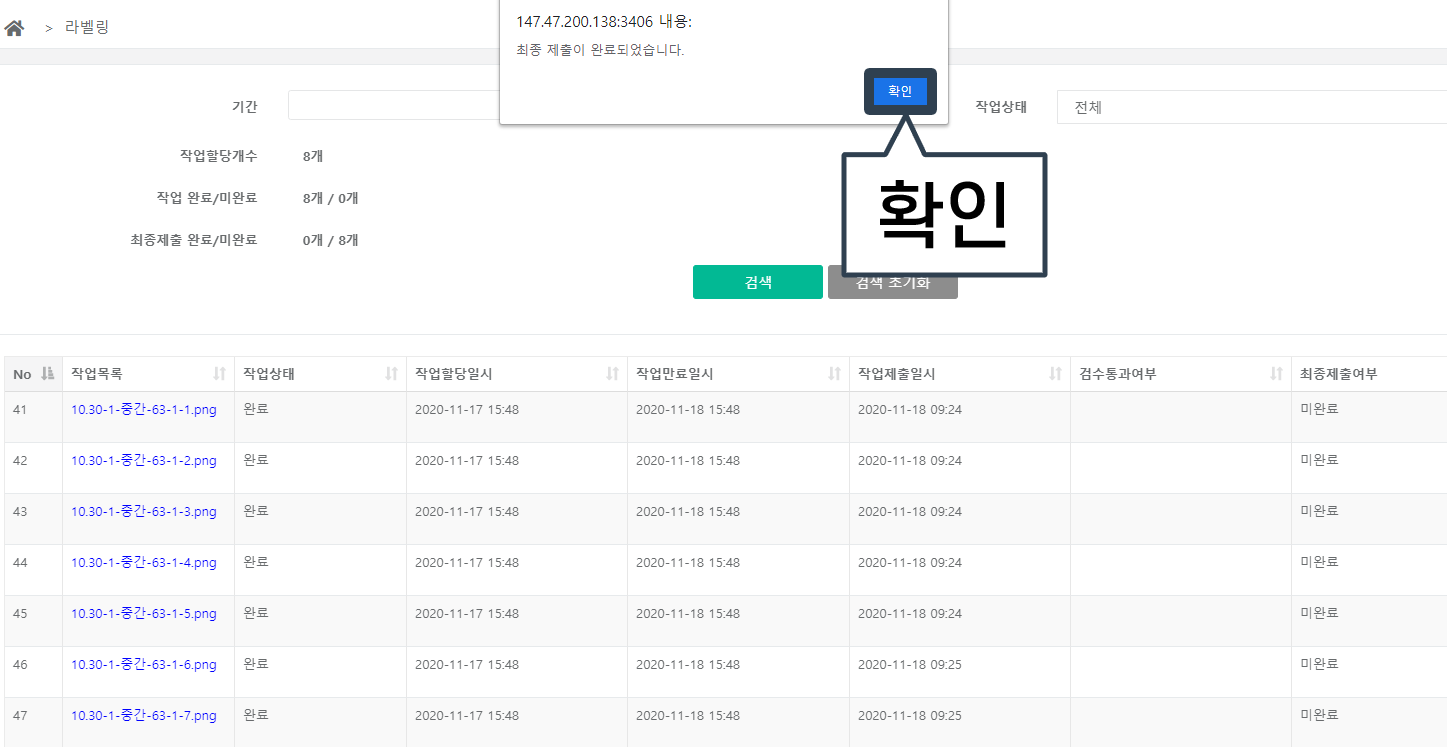 > 라벨링
147.47.200.138:3406 내용:
최종 제출이 완료되었습니다.
확인
기간
작업상태 전체
확인
작업할당개수 8개
작업 완료/미완료 8개 / 0개
최종제출 완료/미완료 0개 / 8개
검색 검색 초기화
No 작업목록 작업상태 작업할당일시 작업만료일시 작업제출일시 검수통과여부 최종제출여부
41 10.30-1-중간-63-1-1.png 완료 2020-11-17 15:48 2020-11-18 15:48 2020-11-18 09:24 미완료
42 10.30-1-중간-63-1-2.png 완료 2020-11-17 15:48 2020-11-18 15:48 2020-11-18 09:24 미완료
43 10.30-1-중간-63-1-3.png 완료 2020-11-17 15:48 2020-11-18 15:48 2020-11-18 09:24 미완료
44 10.30-1-중간-63-1-4.png 완료 2020-11-17 15:48 2020-11-18 15:48 2020-11-18 09:24 미완료
45 10.30-1-중간-63-1-5.png 완료 2020-11-17 15:48 2020-11-18 15:48 2020-11-18 09:24 미완료
46 10.30-1-중간-63-1-6.png 완료 2020-11-17 15:48 2020-11-18 15:48 2020-11-18 09:25 미완료
47 10.30-1-중간-63-1-7.png 완료 2020-11-17 15:48 2020-11-18 15:48 2020-11-18 09:25 미완료